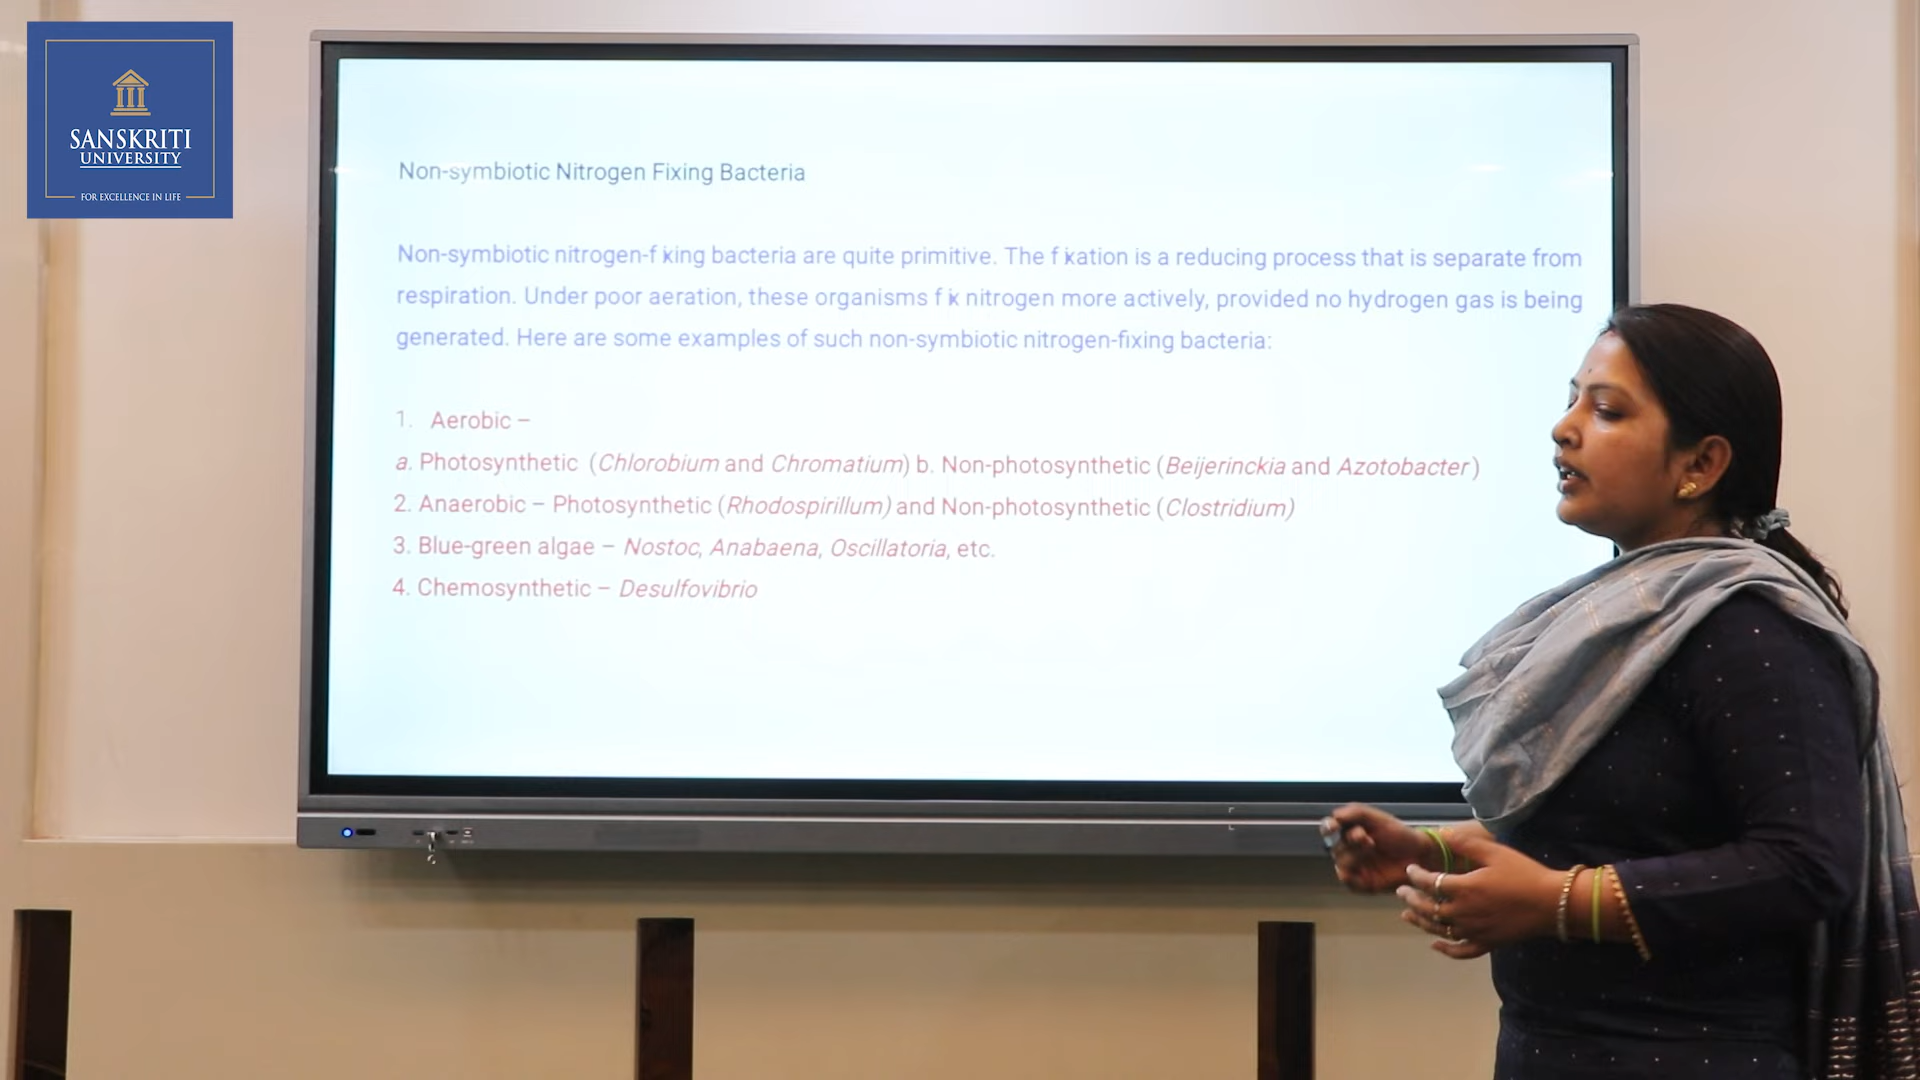 SANSKRITI
UNIVERSITY
FOR EXCELLENCE IN LIFE
Non-symbiotic Nitrogen Fixing Bacteria
Non-symbiotic nitrogen-fixing bacteria are quite primitive. The fixation is a reducing process that is separate from
respiration. Under poor aeration, these organisms fix nitrogen more actively, provided no hydrogen gas is being
generated. Here are some examples of such non-symbiotic nitrogen-fixing bacteria:
1. Aerobic –
a. Photosynthetic (Chlorobium and Chromatium) b. Non-photosynthetic (Beijerinckia and Azotobacter)
2. Anaerobic – Photosynthetic (Rhodospirillum) and Non-photosynthetic (Clostridium)
3. Blue-green algae – Nostoc, Anabaena, Oscillatoria, etc.
4. Chemosynthetic – Desulfovibrio